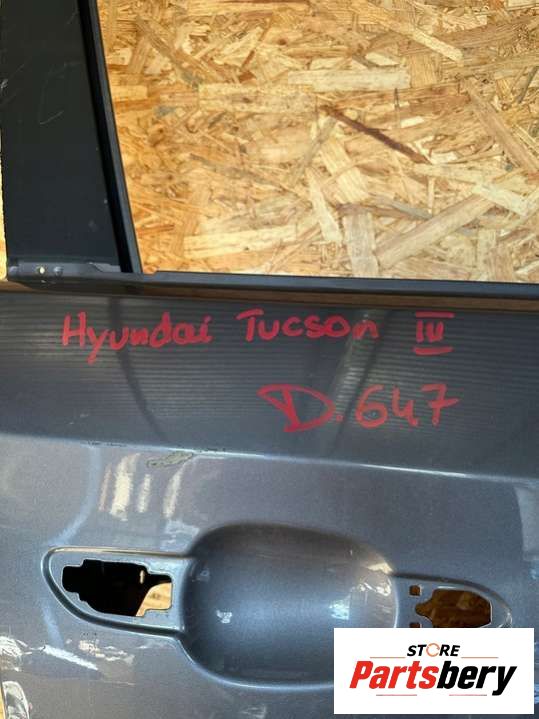 Hyundai Tucson IV
D.647
STORE
Partsbery